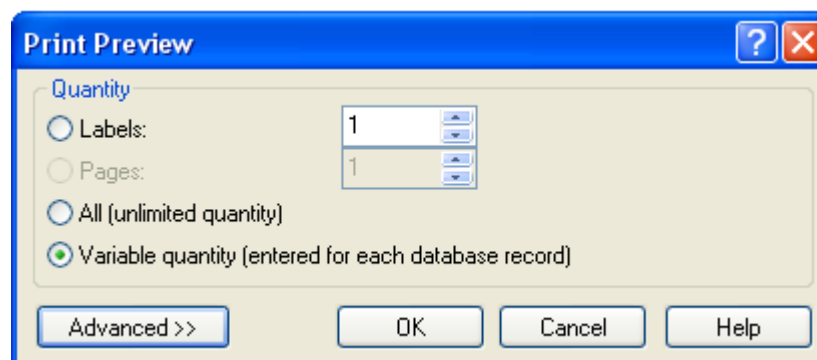 Print Preview
Quantity
Labels: 1
Pages: 1
All (unlimited quantity)
Variable quantity (entered for each database record)
Advanced >> OK Cancel Help